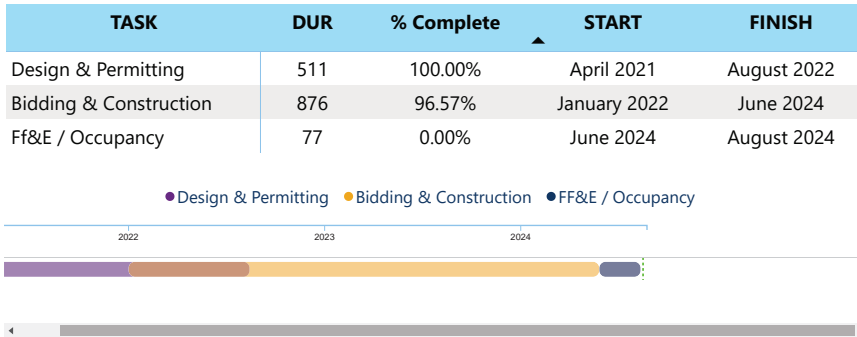 TASK DUR % Complete START FINISH
Design & Permitting 511 100.00% April 2021 August 2022
Bidding & Construction 876 96.57% January 2022 June 2024
Ff&E / Occupancy 77 0.00% June 2024 August 2024
Design & Permitting Bidding & Construction FF&E / Occupancy
2022 2023 2024